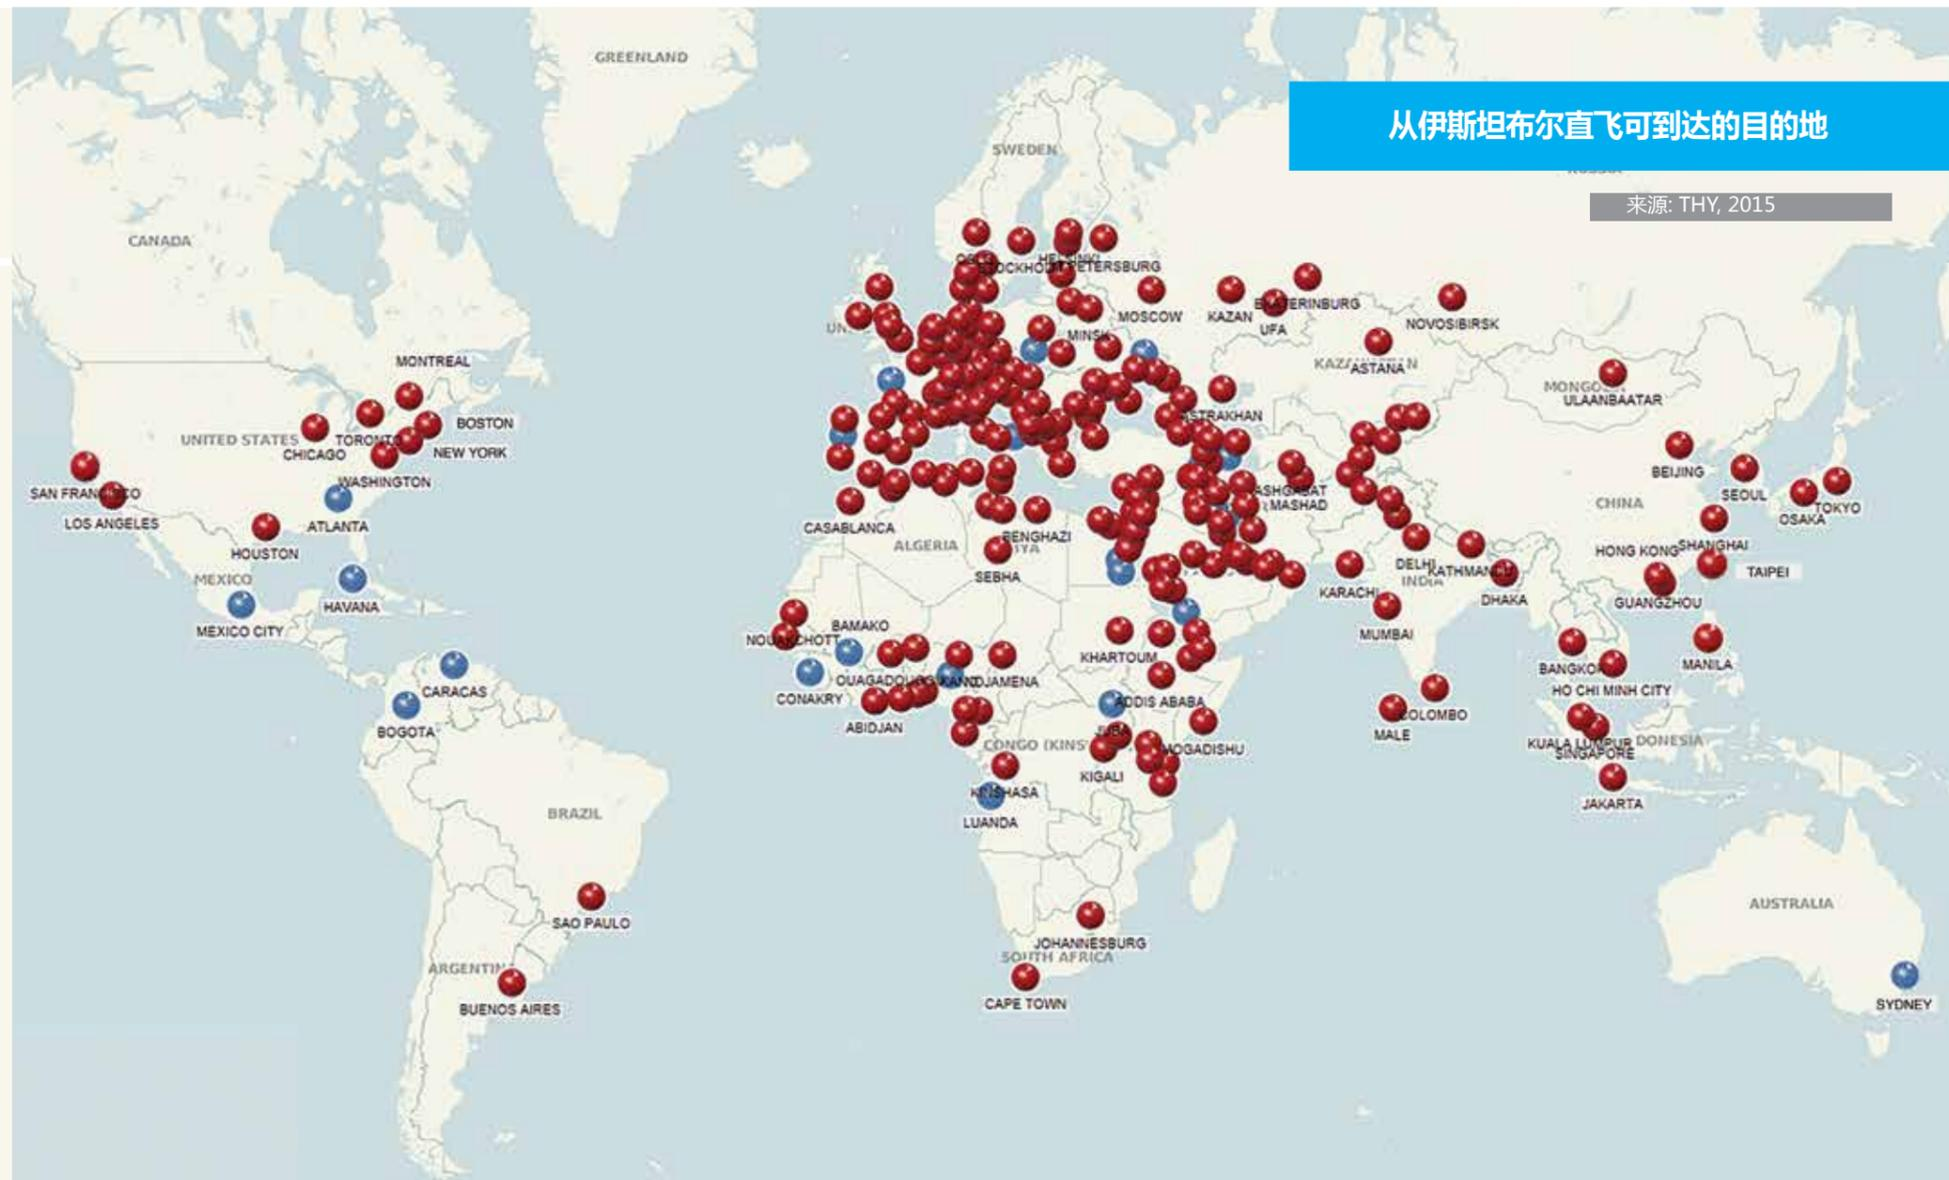 从伊斯坦布尔直飞可到达的目的地
来源: THY, 2015
GREENLAND
SWEDEN
CANADA
HELSINKI
PETERSBURG
MOSCOW
KAZAN
EKATERINBURG
UFA
NOVOSIBIRSK
MINSK
ASTANA
MONTREAL
ULAANBAATAR
UNITED STATES
TORONTO
BOSTON
CHICAGO
NEW YORK
ASTRAKHAN
WASHINGTON
BEIJING
SAN FRANCISCO
LOS ANGELES
ATLANTA
HOUSTON
CASABLANCA
ASHGABAT
MASHAD
CHINA
SEOUL
TOKYO
OSAKA
ALGERIA
BENGHAZI
SEBHA
SHANGHAI
HONG KONG
TAIPEI
DELHI
KATHMANDU
INDIA
KARACHI
DHAKA
GUANGZHOU
MEXICO
HAVANA
MEXICO CITY
BAMAKO
NOUAKCHOTT
KHARTOUM
MUMBAI
BANGKOK
MANILA
HO CHI MINH CITY
CARACAS
CONAKRY
NDJAMENA
ADDIS ABABA
COLOMBO
MALE
BOGOTA
ABIDJAN
JUBA
MOGADISHU
KIGALI
KUALA LUMPUR
SINGAPORE
JAKARTA
KINSHASA
LUANDA
BRAZIL
SAO PAULO
AUSTRALIA
JOHANNESBURG
SOUTH AFRICA
CAPE TOWN
BUENOS AIRES
SYDNEY